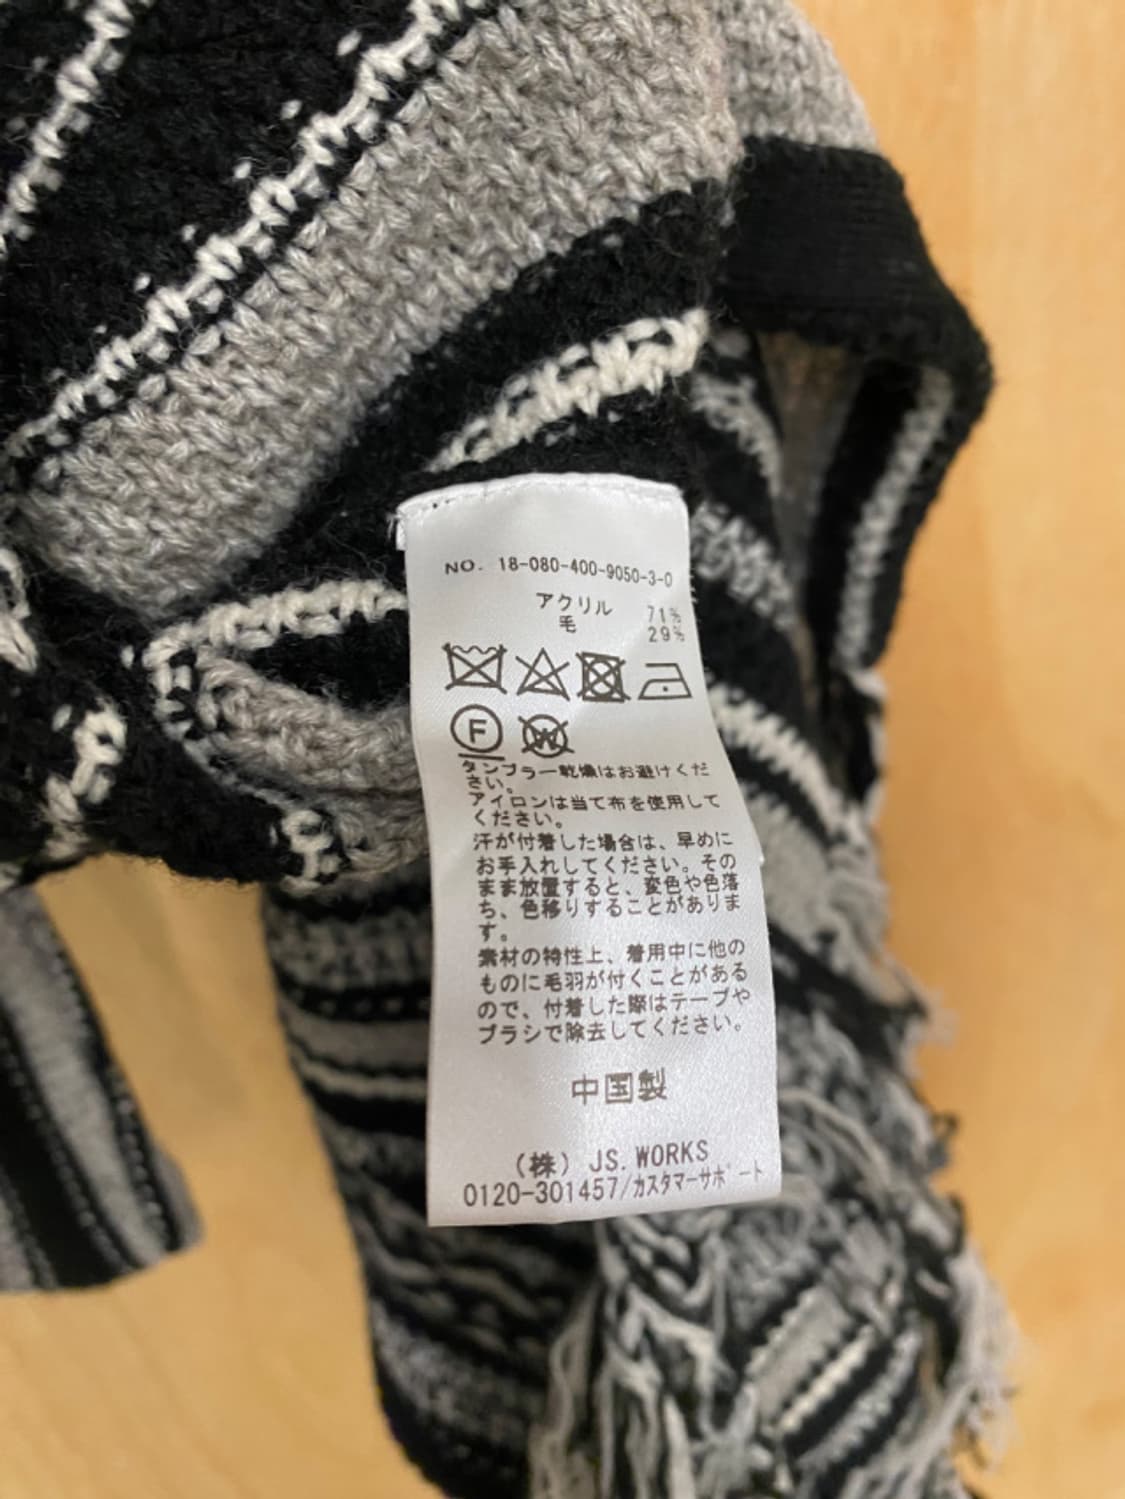 NO. 18-080-400-9050-3-0
アクリル 71%
毛 29%
F
W
タンブラー乾燥はお避けくだ
さい。
アイロンは当て布を使用して
ください。
汗が付着した場合は、早めに
お手入れしてください。その
まま放置すると、変色や色落
ち、色移りすることがありま
す。
素材の特性上、着用中に他の
ものに毛羽が付くことがある
ので、付着した際はテープや
ブラシで除去してください。
中国製
(株) JS.WORKS
0120-301457/カスタマーサポート